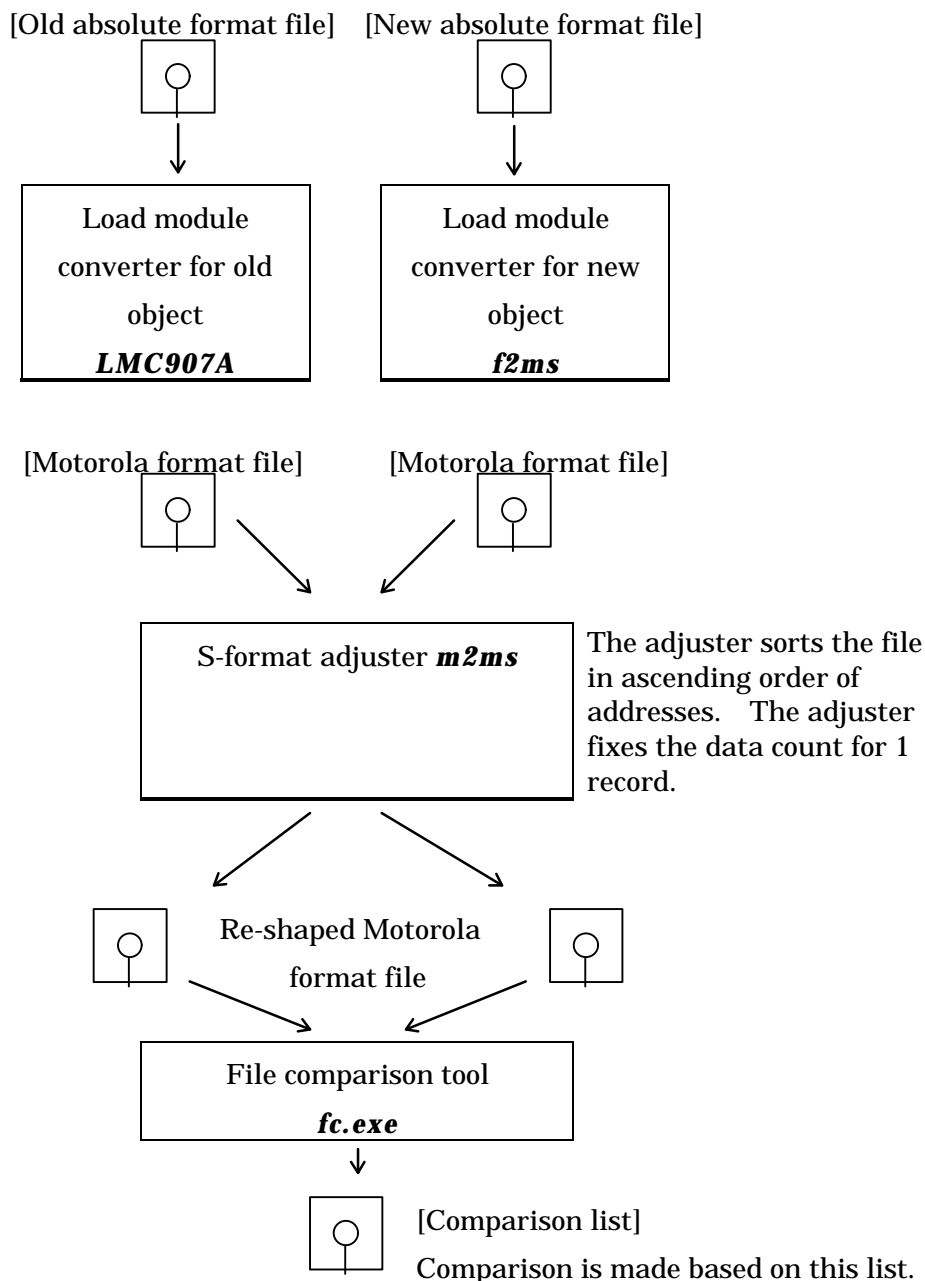 [Old absolute format file] [New absolute format file]
Load module
converter for old
object
LMC907A
Load module
converter for new
object
f2ms
[Motorola format file] [Motorola format file]
S-format adjuster m2ms
The adjuster sorts the file
in ascending order of
addresses. The adjuster
fixes the data count for 1
record.
Re-shaped Motorola
format file
File comparison tool
fc.exe
[Comparison list]
Comparison is made based on this list.